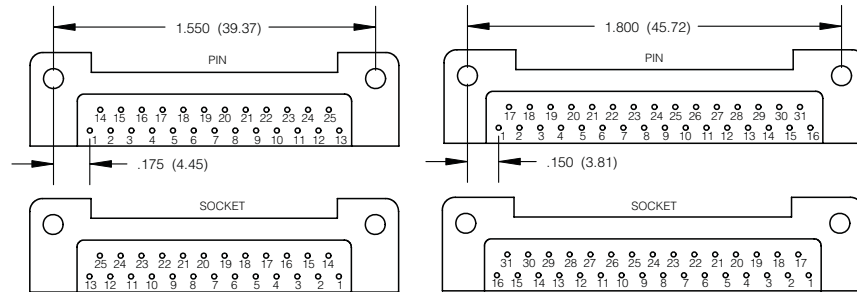 1.550 (39.37)
PIN
14 15 16 17 18 19 20 21 22 23 24 25
1 2 3 4 5 6 7 8 9 10 11 12 13
.175 (4.45)
SOCKET
25 24 23 22 21 20 19 18 17 16 15 14
13 12 11 10 9 8 7 6 5 4 3 2 1
1.800 (45.72)
PIN
17 18 19 20 21 22 23 24 25 26 27 28 29 30 31
1 2 3 4 5 6 7 8 9 10 11 12 13 14 15 16
.150 (3.81)
SOCKET
31 30 29 28 27 26 25 24 23 22 21 20 19 18 17
16 15 14 13 12 11 10 9 8 7 6 5 4 3 2 1